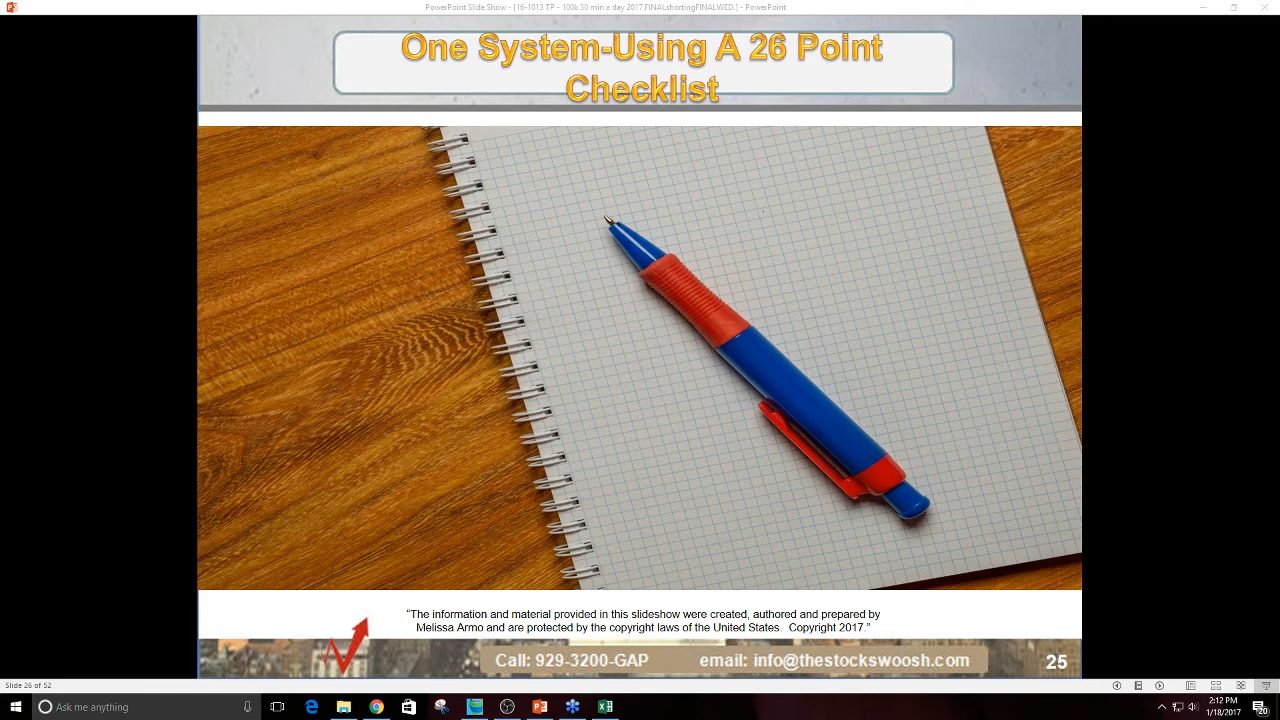 PowerPoint Slide Show - [16-1013 TP - 100k 30 min a day 2017 FINALshortingFINALWED.] - PowerPoint
One System-Using A 26 Point
Checklist
“The information and material provided in this slideshow were created, authored and prepared by
Melissa Armo and are protected by the copyright laws of the United States. Copyright 2017.”
Call: 929-3200-GAP email: info@thestockswoosh.com 25
Slide 26 of 52
Ask me anything
2:12 PM
1/18/2017
20